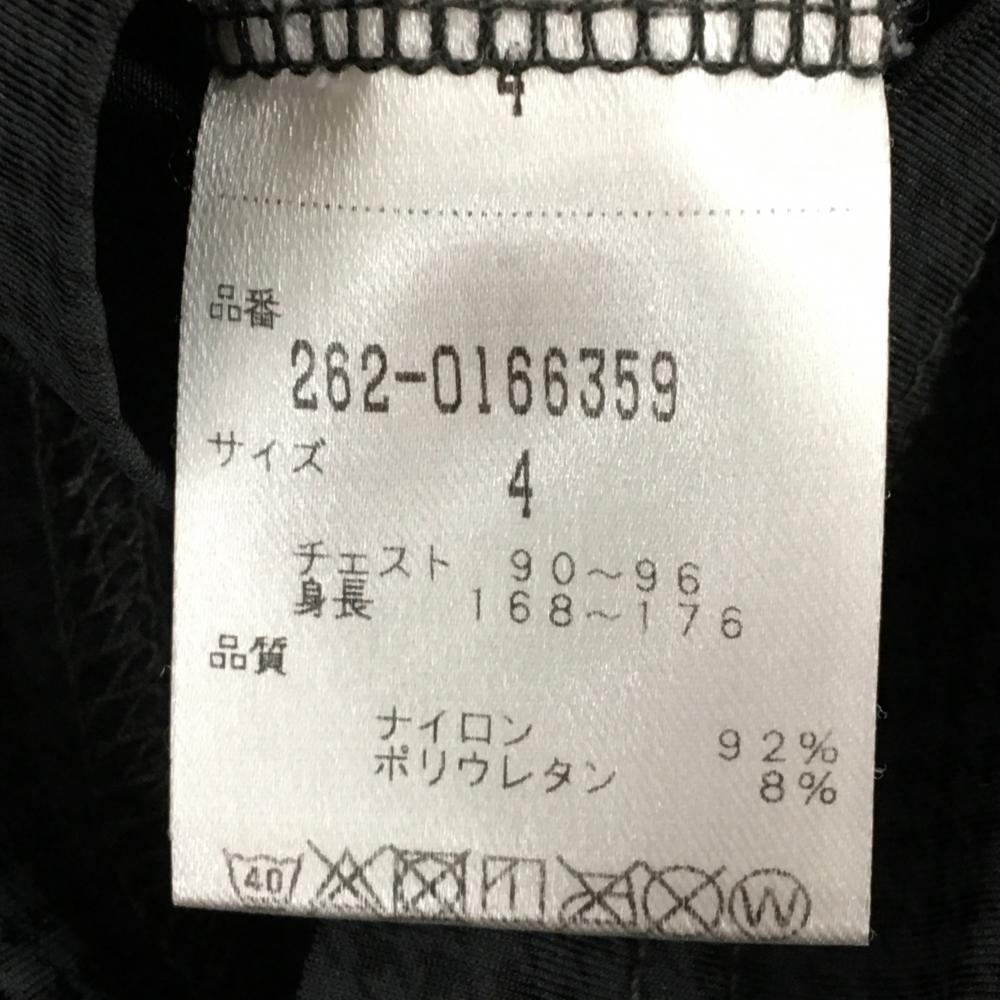 4
品番
262-0166359
サイズ
4
チェスト 90~96
身長 168~176
品質
ナイロン 92%
ポリウレタン 8%
40 W